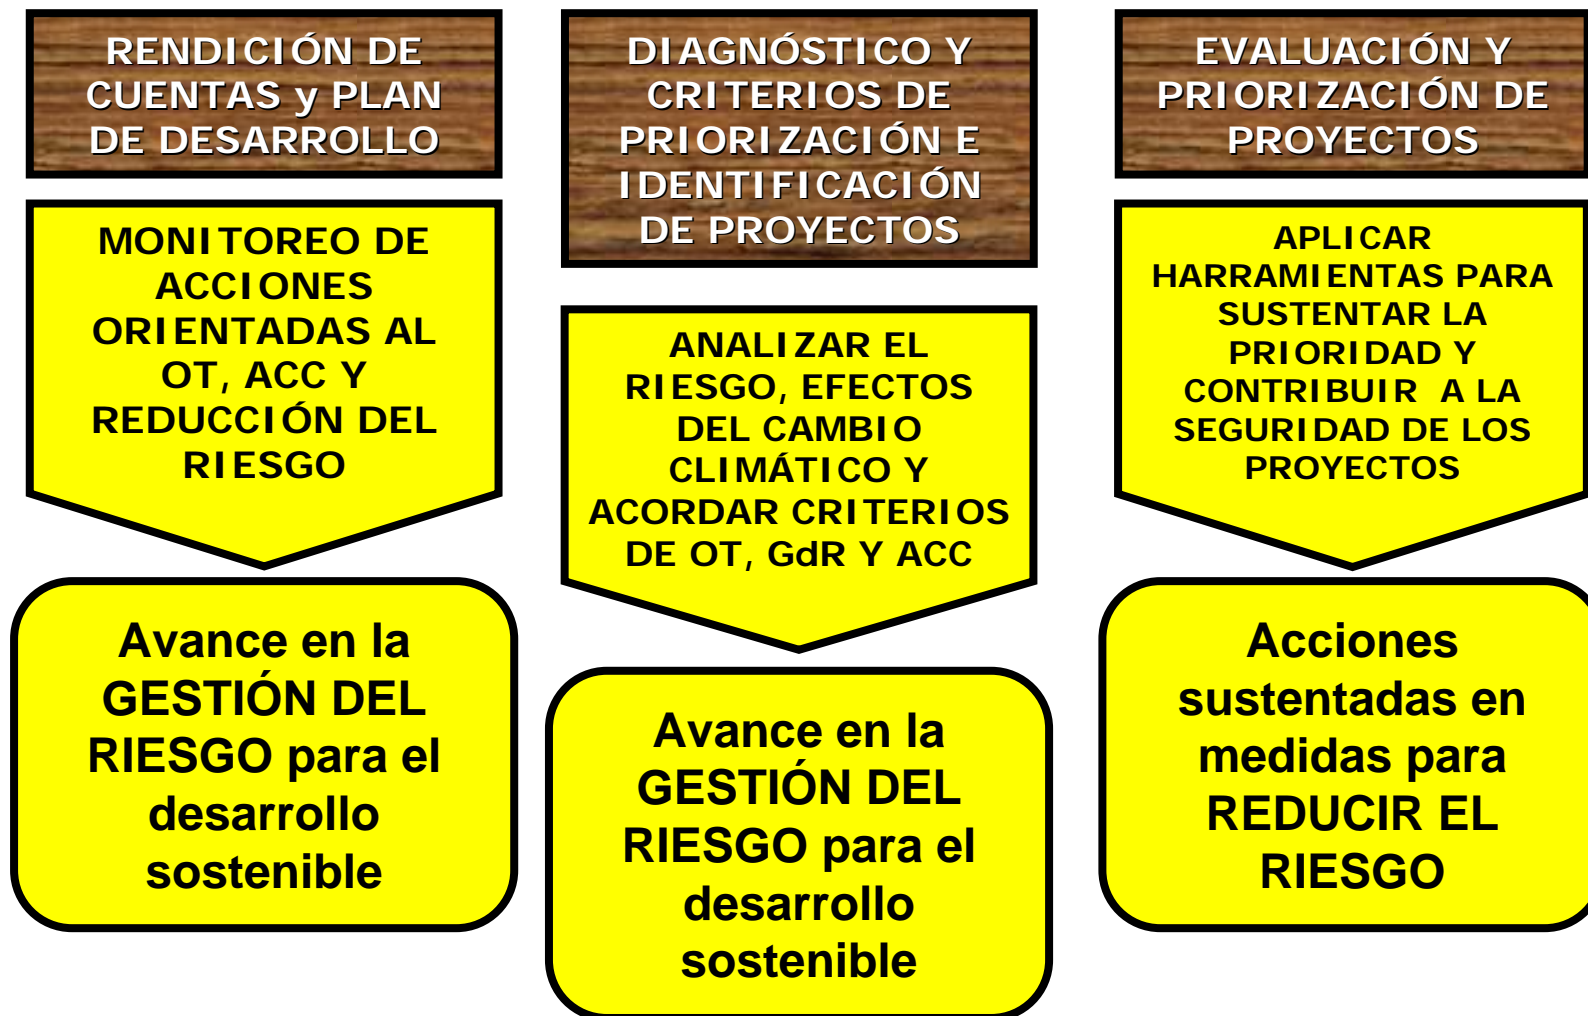 RENDICIÓN DE
CUENTAS y PLAN
DE DESARROLLO
MONITOREO DE
ACCIONES
ORIENTADAS AL
OT, ACC Y
REDUCCIÓN DEL
RIESGO
Avance en la
GESTIÓN DEL
RIESGO para el
desarrollo
sostenible
DIAGNÓSTICO Y
CRITERIOS DE
PRIORIZACIÓN E
IDENTIFICACIÓN
DE PROYECTOS
ANALIZAR EL
RIESGO, EFECTOS
DEL CAMBIO
CLIMÁTICO Y
ACORDAR CRITERIOS
DE OT, GdR Y ACC
Avance en la
GESTIÓN DEL
RIESGO para el
desarrollo
sostenible
EVALUACIÓN Y
PRIORIZACIÓN DE
PROYECTOS
APLICAR
HARRAMIENTAS PARA
SUSTENTAR LA
PRIORIDAD Y
CONTRIBUIR A LA
SEGURIDAD DE LOS
PROYECTOS
Acciones
sustentadas en
medidas para
REDUCIR EL
RIESGO